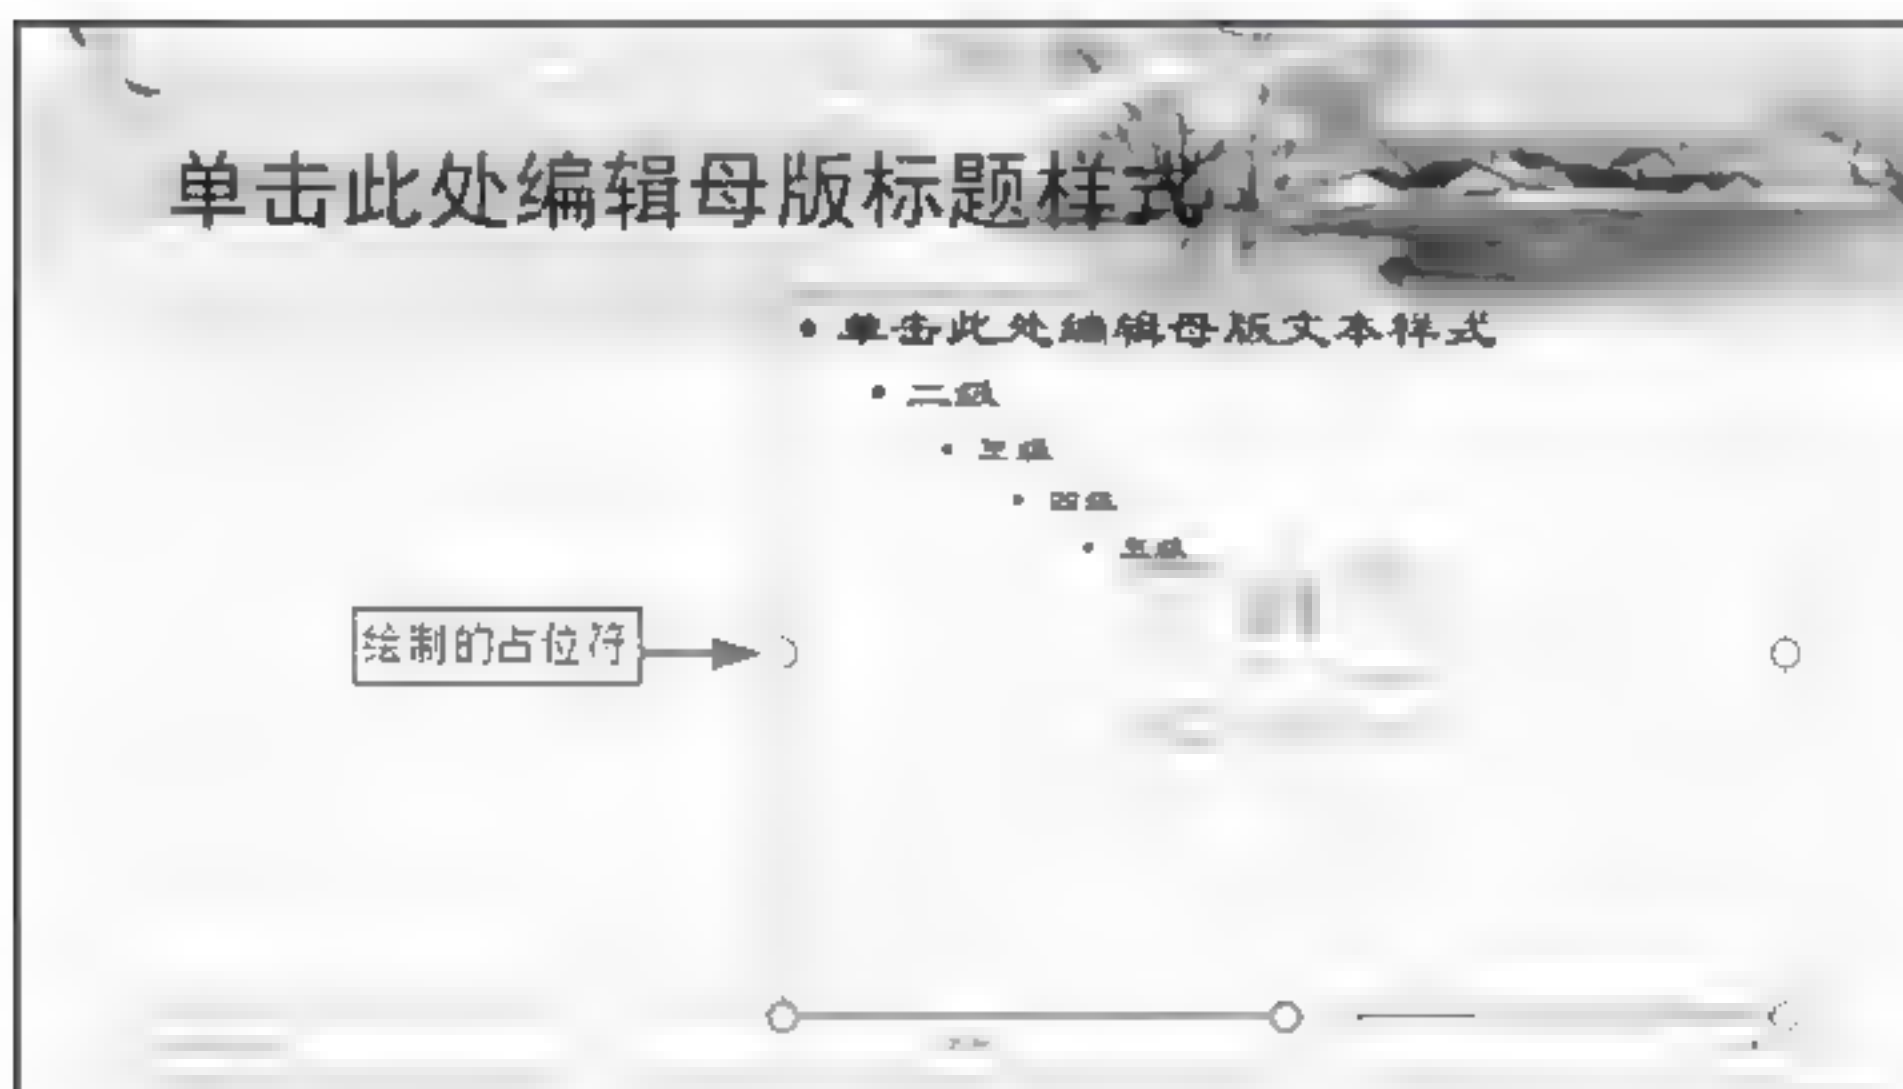 单击此处编辑母版标题样式
• 单击此处编辑母版文本样式
• 二级
• 三级
• 四级
• 五级
绘制的占位符